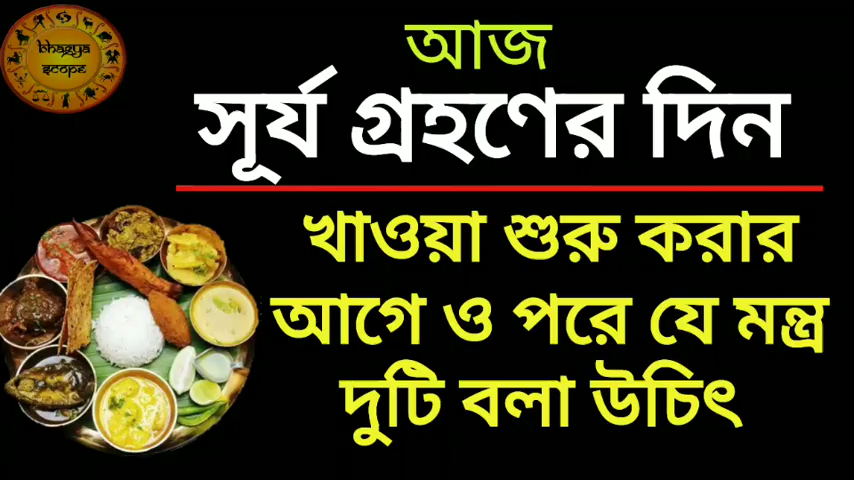 bhagya
scope
আজ
সূর্য গ্রহণের দিন
খাওয়া শুরু করার
আগে ও পরে যে মন্ত্র
দুটি বলা উচিৎ